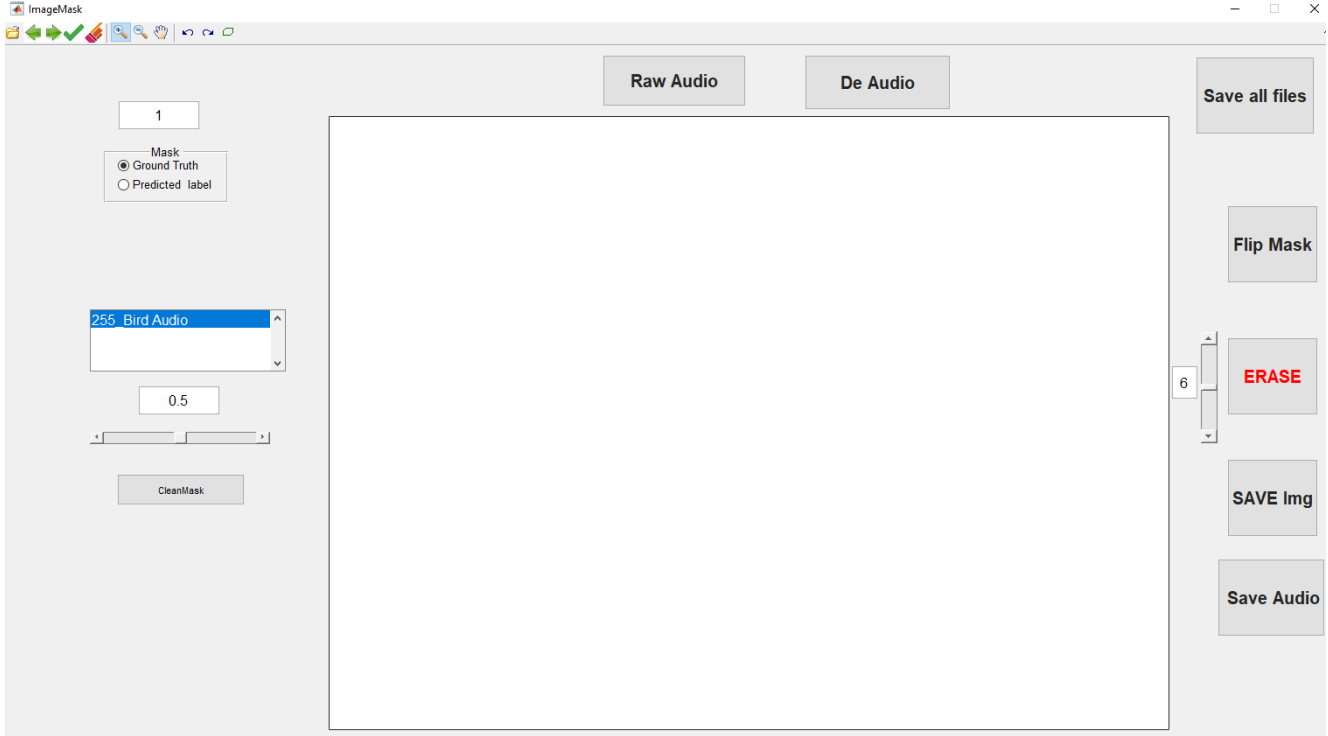 ImageMask
Raw Audio
De Audio
Save all files
1
Mask
Ground Truth
Predicted label
Flip Mask
255_Bird Audio
6
ERASE
0.5
CleanMask
SAVE Img
Save Audio